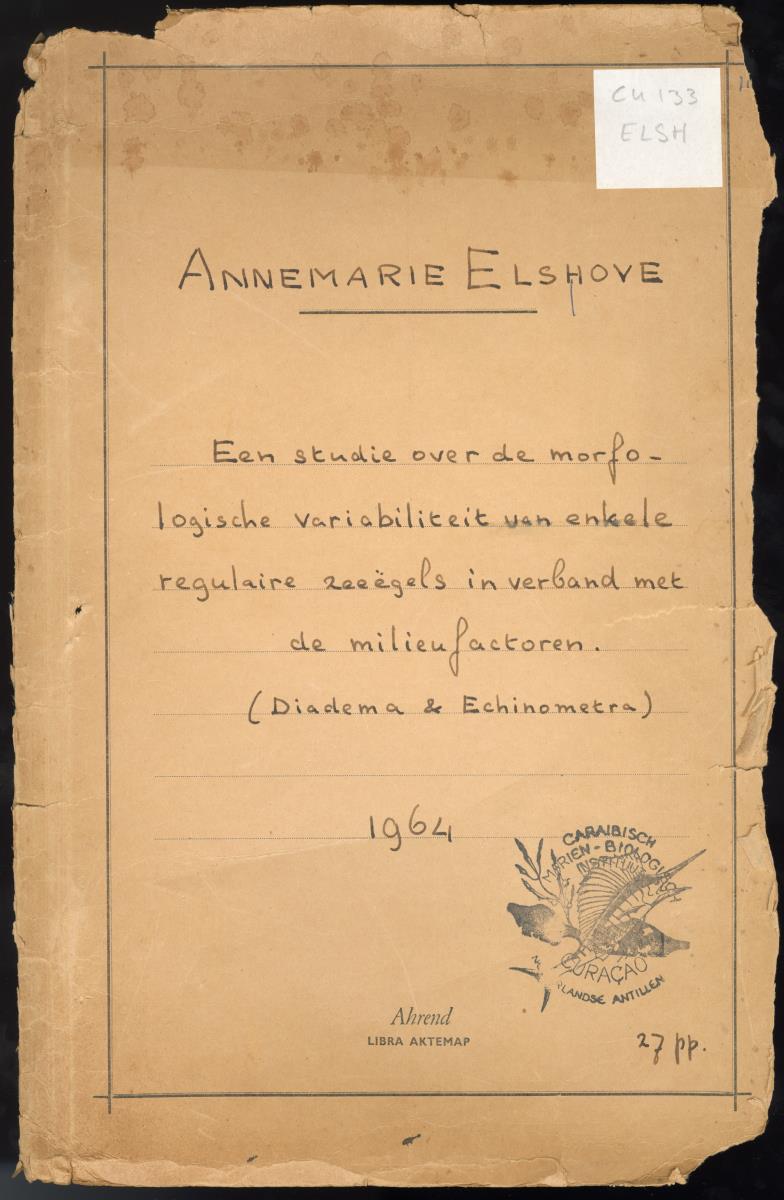 CU 133
ELSH
ANNEMARIE ELSHOVE
Een studie over de morfo-
logische variabiliteit van enkele
regulaire zeeëgels in verband met
de milieufactoren.
(Diadema & Echinometra)
1964
CARAIBISCH
MARIEN-BIOLOGISCH
INSTITUUT
CURAÇAO
RLANDSE ANTILLEN
Ahrend
LIBRA AKTEMAP
27 pp.